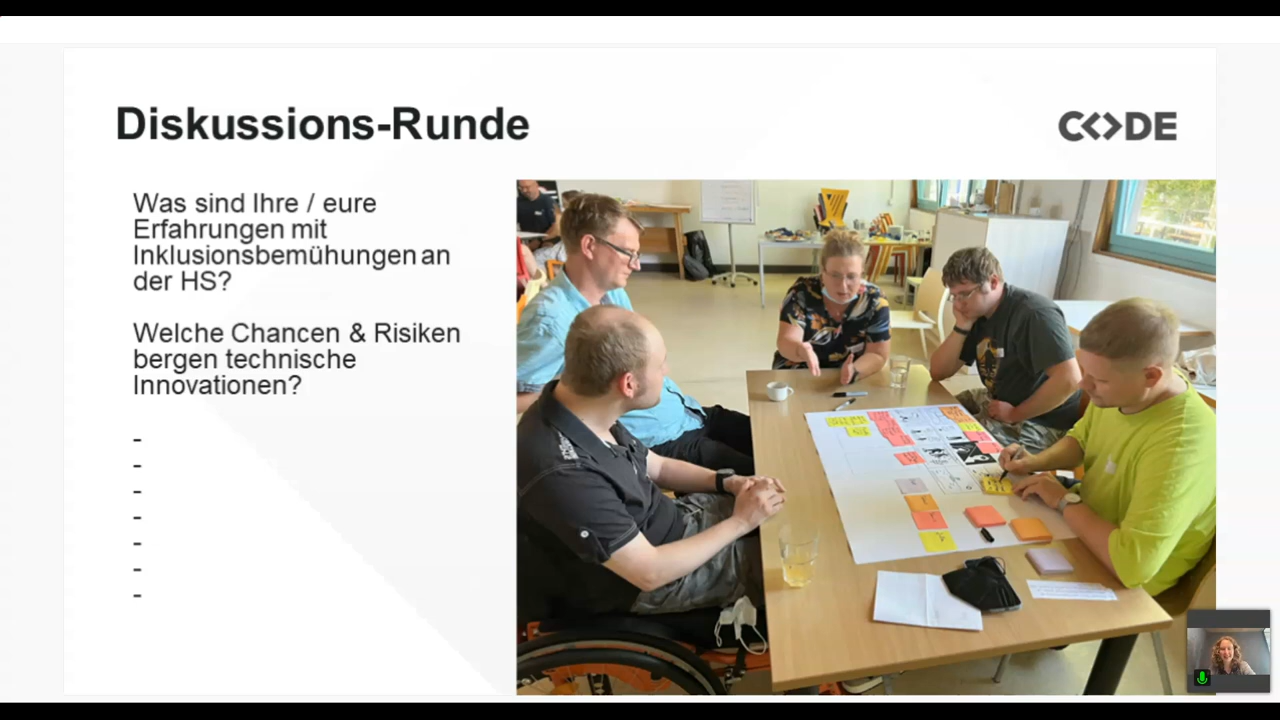 Diskussions-Runde
C<>DE
Was sind Ihre / eure
Erfahrungen mit
Inklusionsbemühungen an
der HS?
Welche Chancen & Risiken
bergen technische
Innovationen?
-
-
-
-
-
-
-